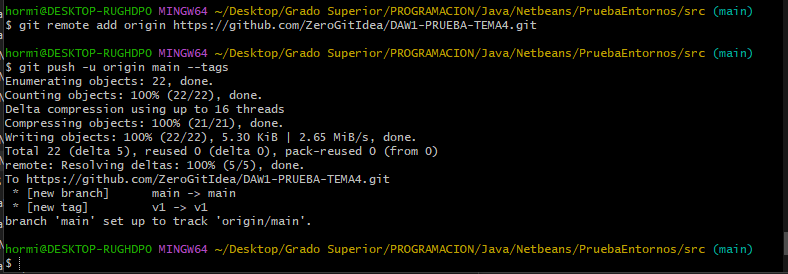 hormi@DESKTOP-RUGHDPO MINGW64 ~/Desktop/Grado Superior/PROGRAMACION/Java/Netbeans/PruebaEntornos/src (main)
$ git remote add origin https://github.com/ZeroGitIdea/DAW1-PRUEBA-TEMA4.git
hormi@DESKTOP-RUGHDPO MINGW64 ~/Desktop/Grado Superior/PROGRAMACION/Java/Netbeans/PruebaEntornos/src (main)
$ git push -u origin main --tags
Enumerating objects: 22, done.
Counting objects: 100% (22/22), done.
Delta compression using up to 16 threads
Compressing objects: 100% (21/21), done.
Writing objects: 100% (22/22), 5.30 KiB | 2.65 MiB/s, done.
Total 22 (delta 5), reused 0 (delta 0), pack-reused 0 (from 0)
remote: Resolving deltas: 100% (5/5), done.
To https://github.com/ZeroGitIdea/DAW1-PRUEBA-TEMA4.git
 * [new branch]      main -> main
 * [new tag]         v1 -> v1
branch 'main' set up to track 'origin/main'.
hormi@DESKTOP-RUGHDPO MINGW64 ~/Desktop/Grado Superior/PROGRAMACION/Java/Netbeans/PruebaEntornos/src (main)
$